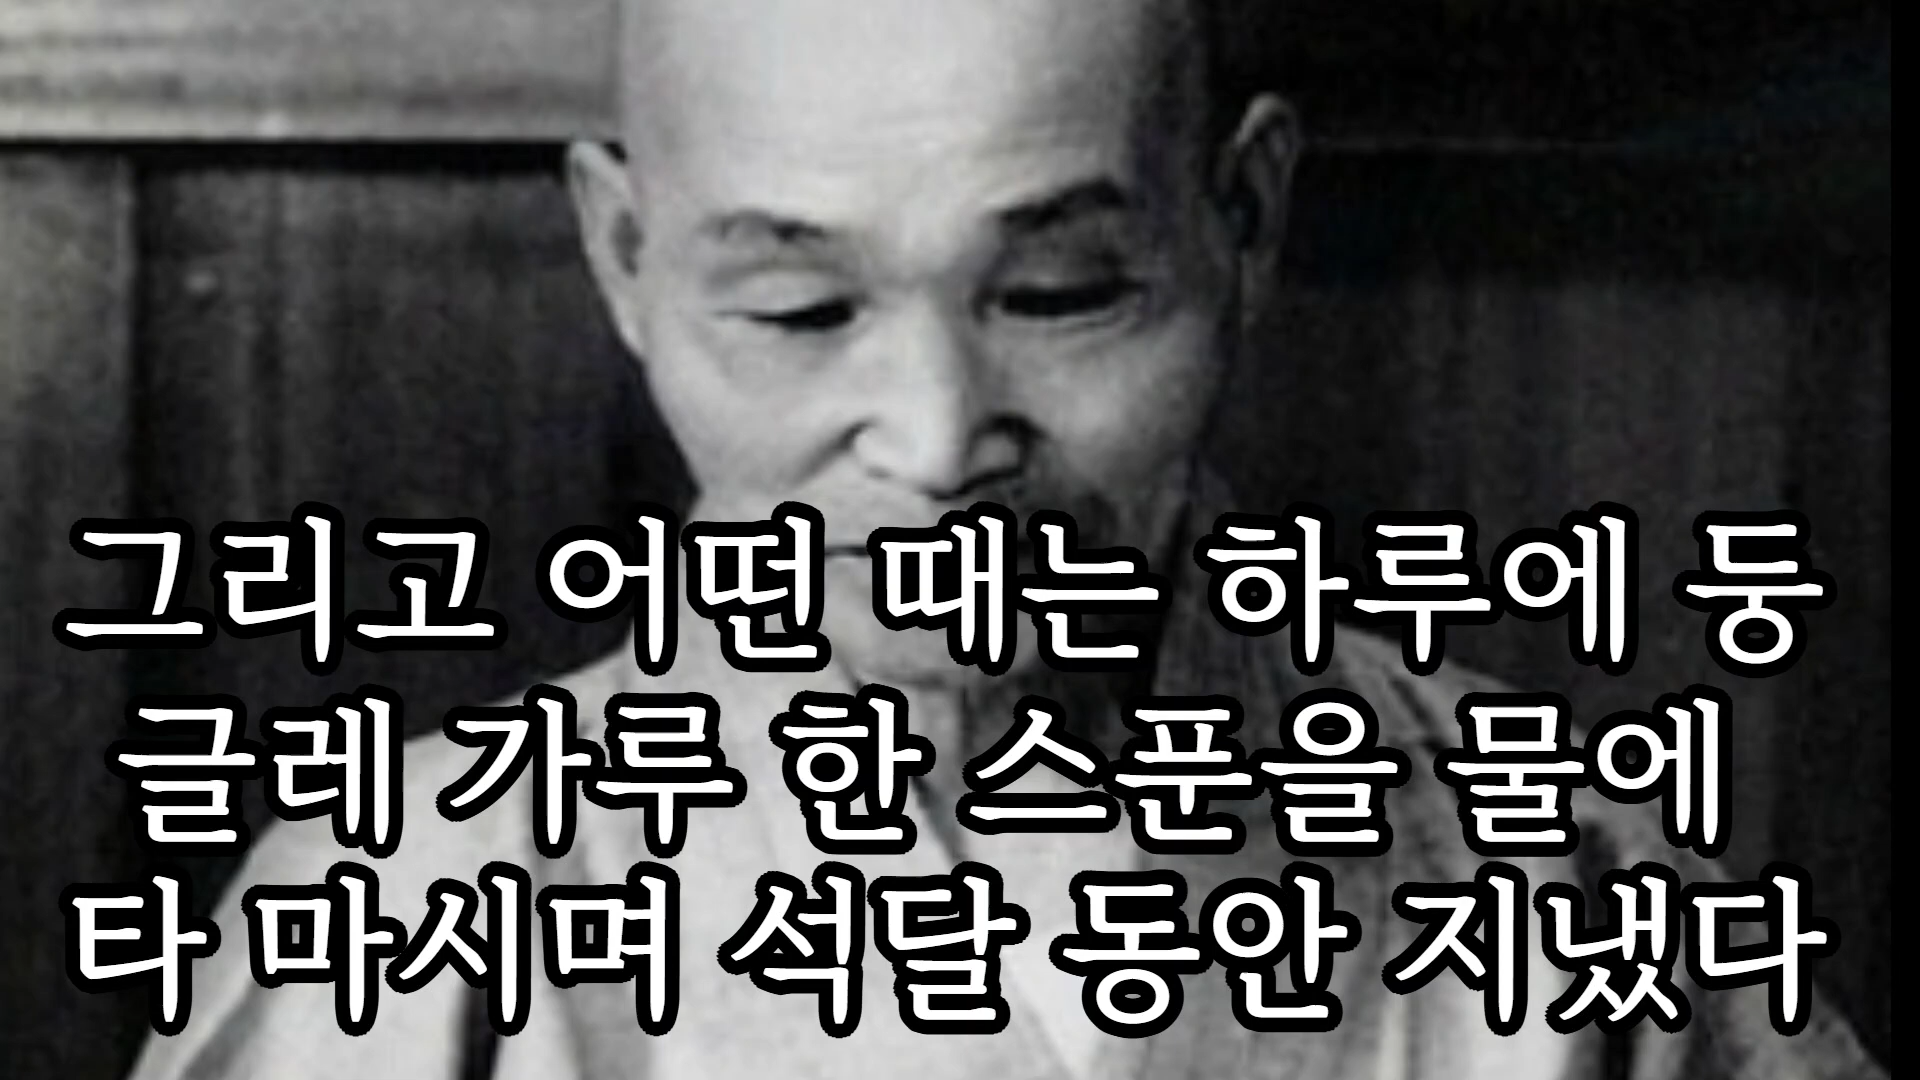 그리고 어떤 때는 하루에 둥
글레 가루 한 스푼을 물에
타 마시며 석달 동안 지냈다